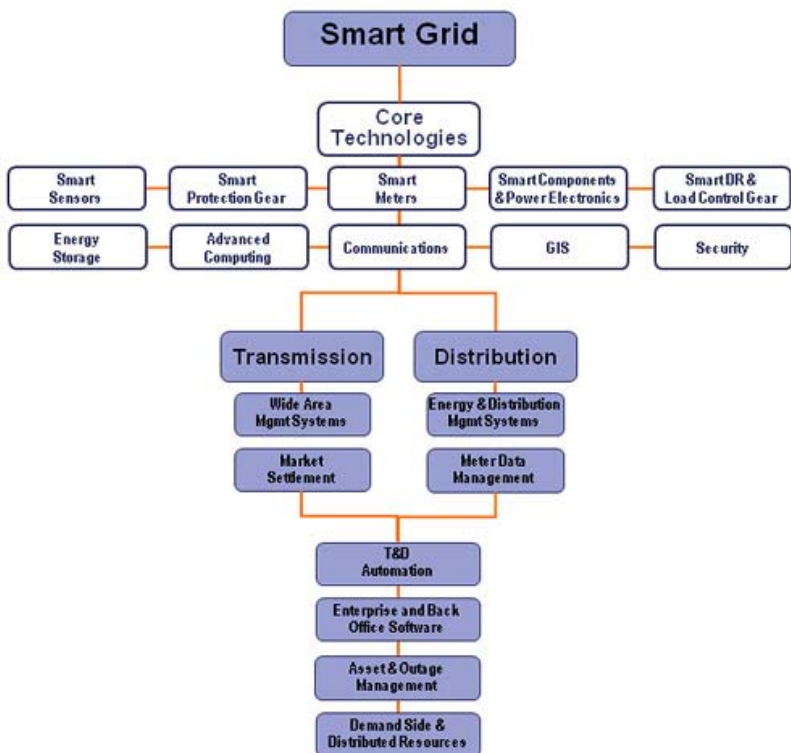 Smart Grid
Core
Technologies
Smart
Sensors
Smart
Protection Gear
Smart
Meters
Smart Components
& Power Electronics
Smart DR &
Load Control Gear
Energy
Storage
Advanced
Computing
Communications
GIS
Security
Transmission
Distribution
Wide Area
Mgmt Systems
Energy & Distribution
Mgmt Systems
Market
Settlement
Meter Data
Management
T&D
Automation
Enterprise and Back
Office Software
Asset & Outage
Management
Demand Side &
Distributed Resources